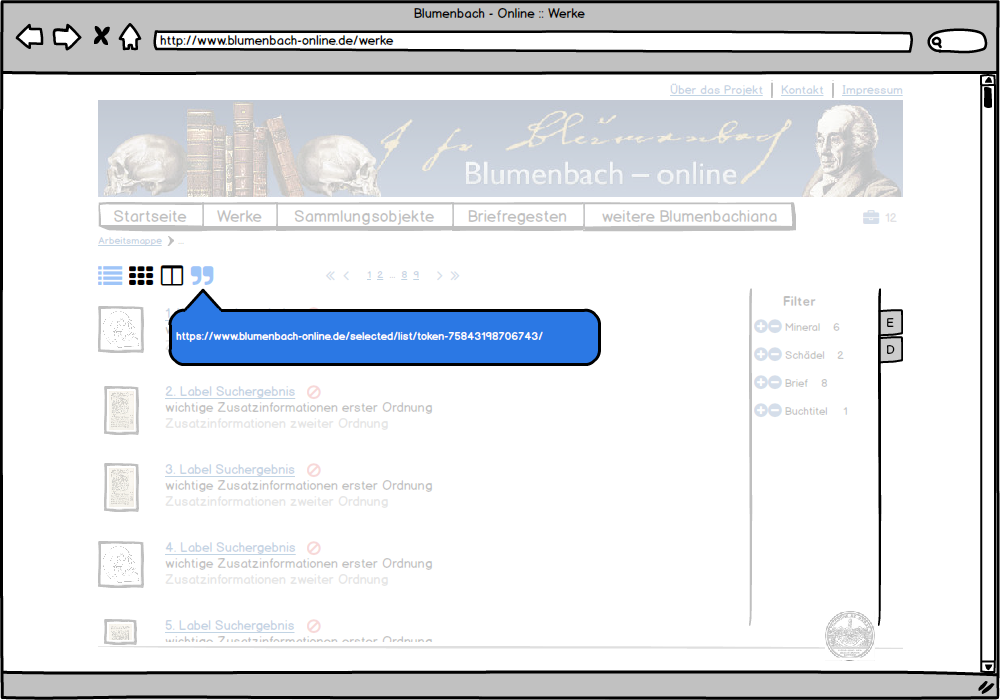 Blumenbach - Online :: Werke
http://www.blumenbach-online.de/werke
Über das Projekt | Kontakt | Impressum
Blumenbach – online
Startseite Werke Sammlungsobjekte Briefregesten weitere Blumenbachiana 12
Arbeitsmappe ...
« < 1 2 ... 8 9 > »
https://www.blumenbach-online.de/selected/list/token-75843198706743/
2. Label Suchergebnis
wichtige Zusatzinformationen erster Ordnung
Zusatzinformationen zweiter Ordnung
3. Label Suchergebnis
wichtige Zusatzinformationen erster Ordnung
Zusatzinformationen zweiter Ordnung
4. Label Suchergebnis
wichtige Zusatzinformationen erster Ordnung
Zusatzinformationen zweiter Ordnung
5. Label Suchergebnis
wichtige Zusatzinformationen erster Ordnung
Filter
Mineral 6
Schädel 2
Brief 8
Buchtitel 1
E
D